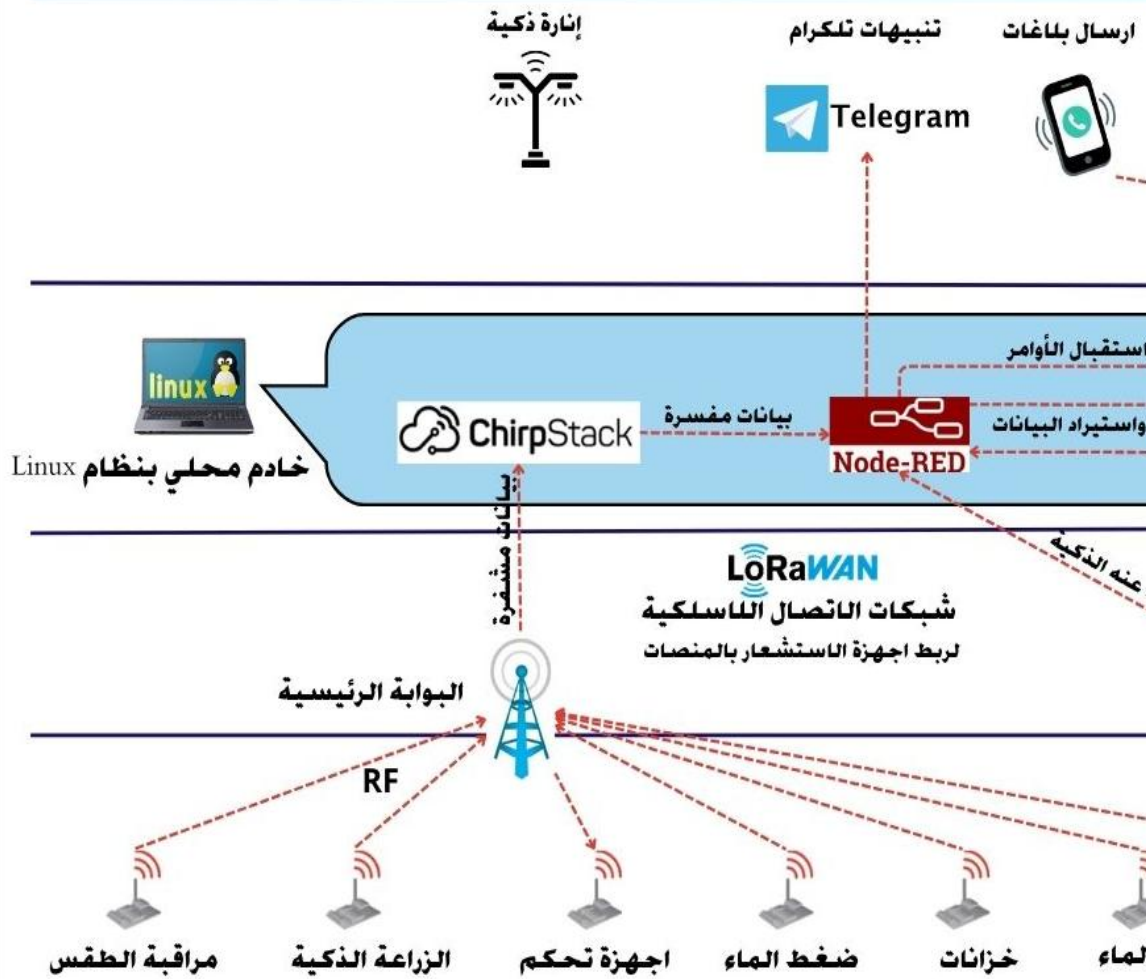 إنارة ذكية
تنبيهات تلكرام
ارسال بلاغات
Telegram
استقبال الأوامر
linux
ChirpStack
بيانات مفسرة
Node-RED
واستيراد البيانات
خادم محلي بنظام Linux
بيانات مشفرة
عنه الذكية
LoRaWAN
شبكات الاتصال اللاسلكية
لربط اجهزة الاستشعار بالمنصات
البوابة الرئيسية
RF
مراقبة الطقس
الزراعة الذكية
اجهزة تحكم
ضغط الماء
خزانات